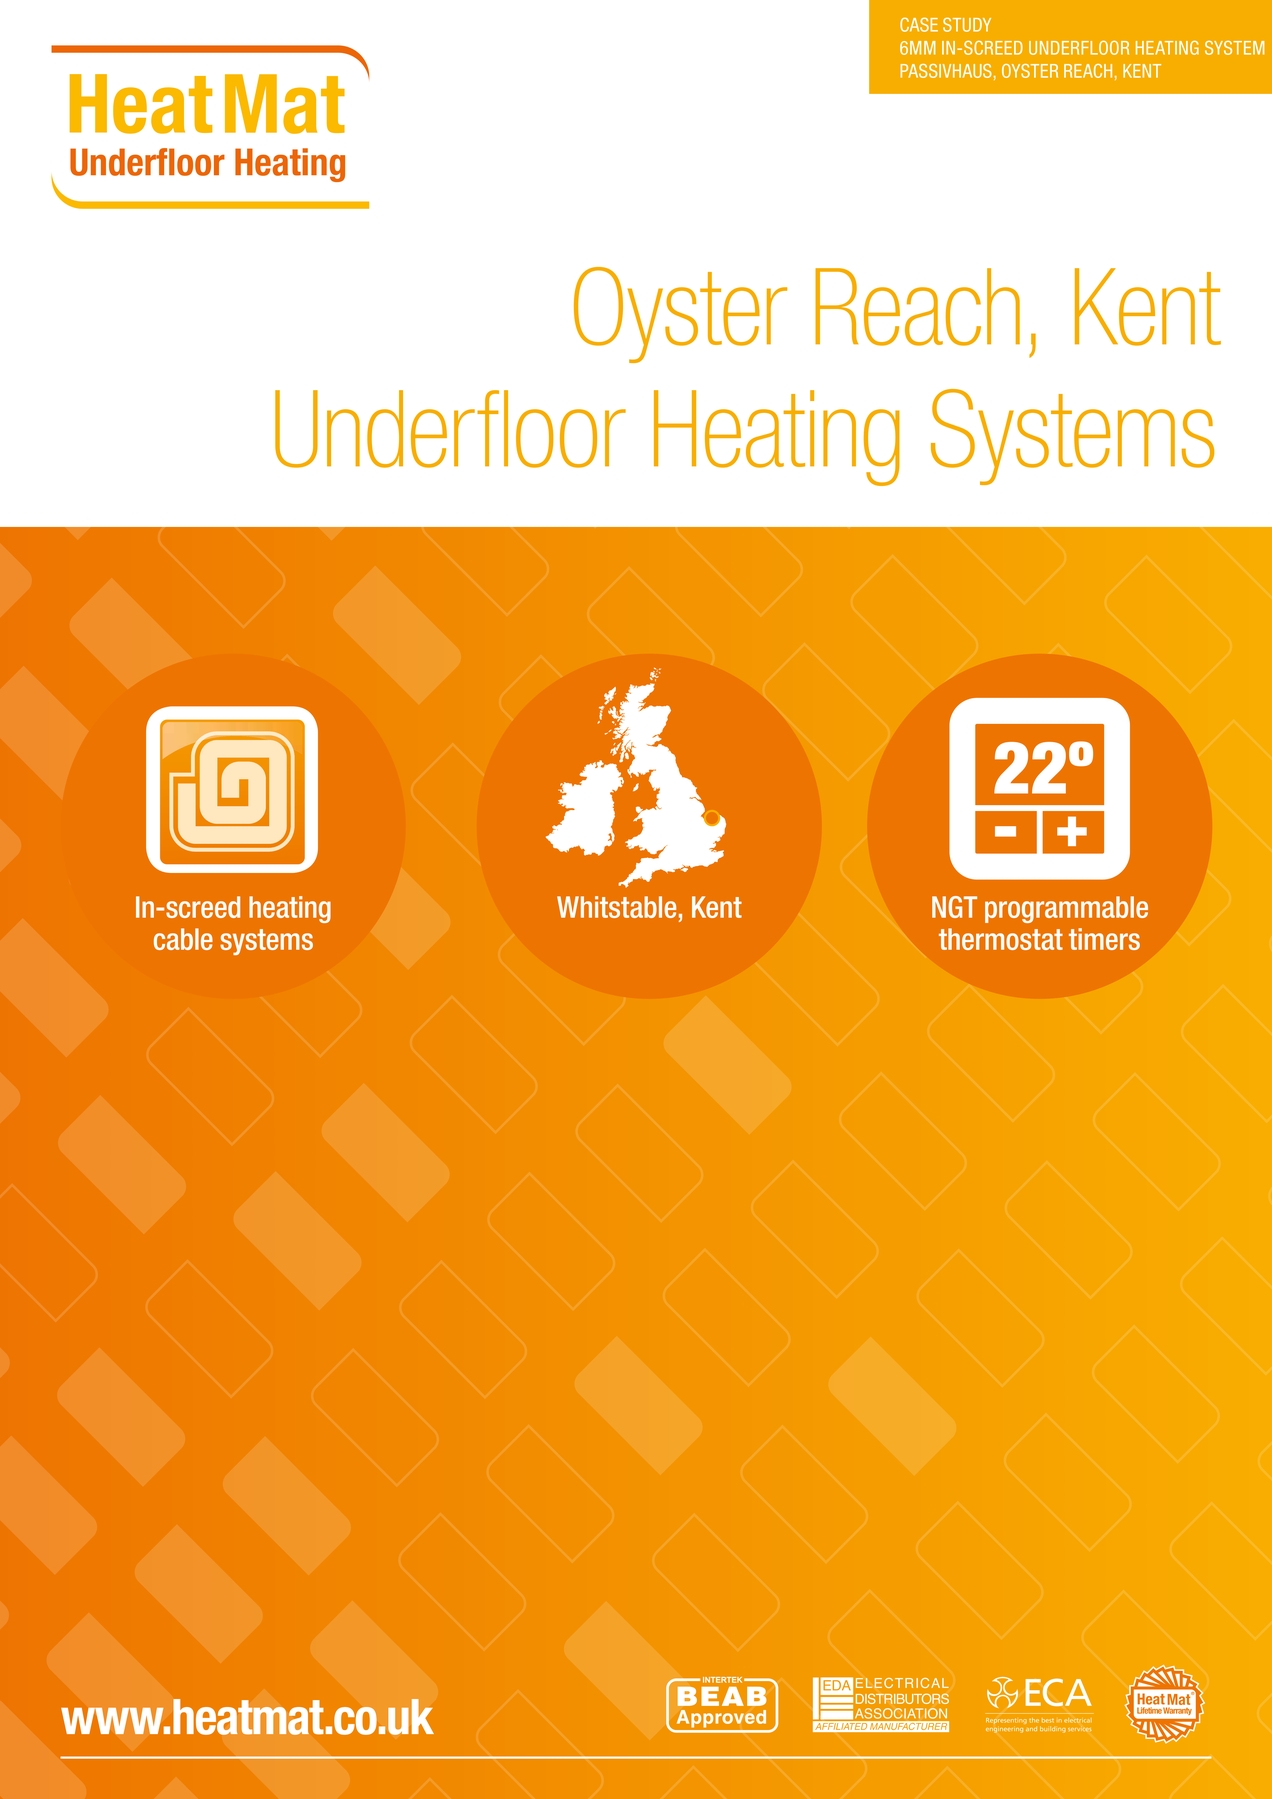 CASE STUDY
6MM IN-SCREED UNDERFLOOR HEATING SYSTEM
PASSIVHAUS, OYSTER REACH, KENT
Heat Mat
Underfloor Heating
Oyster Reach, Kent
Underfloor Heating Systems
22º
- +
In-screed heating
cable systems
Whitstable, Kent
NGT programmable
thermostat timers
www.heatmat.co.uk
INTERTEK
BEAB
Approved
EDA
ELECTRICAL
DISTRIBUTORS
ASSOCIATION
AFFILIATED MANUFACTURER
ECA
Representing the best in electrical
engineering and building services
Heat Mat
Lifetime Warranty